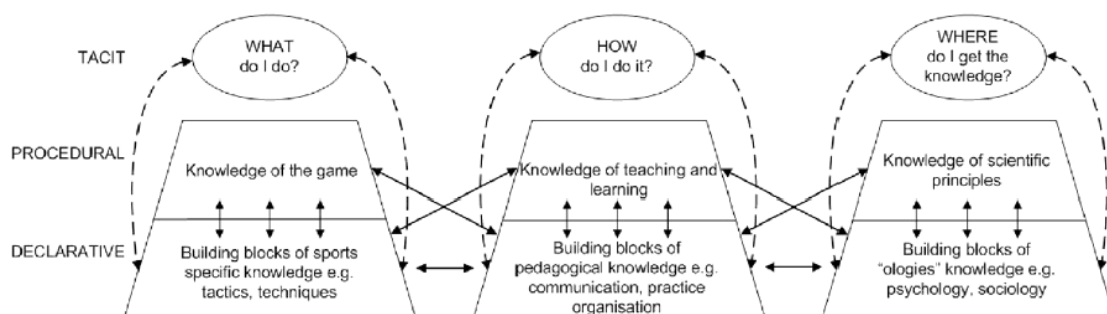 TACIT
WHAT
do I do?
HOW
do I do it?
WHERE
do I get the
knowledge?
PROCEDURAL
Knowledge of the game
Knowledge of teaching and
learning
Knowledge of scientific
principles
DECLARATIVE
Building blocks of sports
specific knowledge e.g.
tactics, techniques
Building blocks of
pedagogical knowledge e.g.
communication, practice
organisation
Building blocks of
"ologies" knowledge e.g.
psychology, sociology